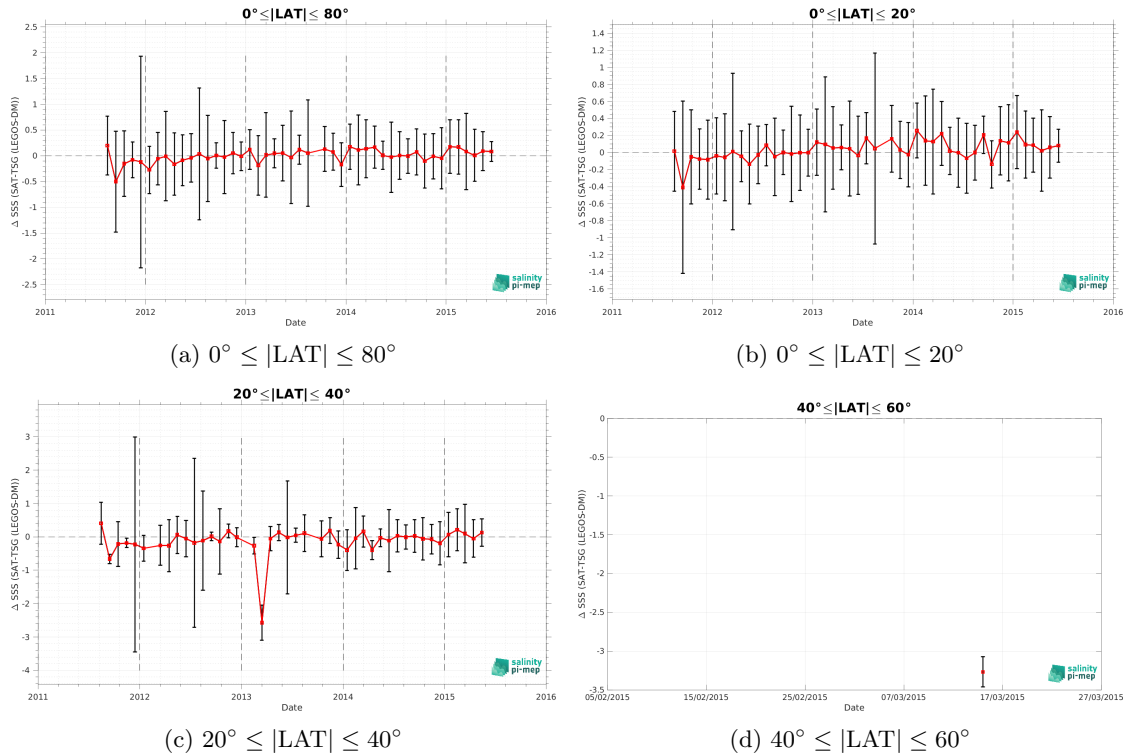 0°≤|LAT|≤ 80°
Δ SSS (SAT-TSG (LEGOS-DM))
2.5
2
1.5
1
0.5
0
-0.5
-1
-1.5
-2
-2.5
2011 2012 2013 2014 2015 2016
Date
salinity
pi-mep
(a) 0° ≤ |LAT| ≤ 80°
0°≤|LAT|≤ 20°
Δ SSS (SAT-TSG (LEGOS-DM))
1.4
1.2
1
0.8
0.6
0.4
0.2
0
-0.2
-0.4
-0.6
-0.8
-1
-1.2
-1.4
-1.6
2011 2012 2013 2014 2015 2016
Date
salinity
pi-mep
(b) 0° ≤ |LAT| ≤ 20°
20°≤|LAT|≤ 40°
Δ SSS (SAT-TSG (LEGOS-DM))
3
2
1
0
-1
-2
-3
-4
2011 2012 2013 2014 2015 2016
Date
salinity
pi-mep
(c) 20° ≤ |LAT| ≤ 40°
40°≤|LAT|≤ 60°
Δ SSS (SAT-TSG (LEGOS-DM))
0
-0.5
-1
-1.5
-2
-2.5
-3
-3.5
05/02/2015 15/02/2015 25/02/2015 07/03/2015 17/03/2015 27/03/2015
Date
salinity
pi-mep
(d) 40° ≤ |LAT| ≤ 60°